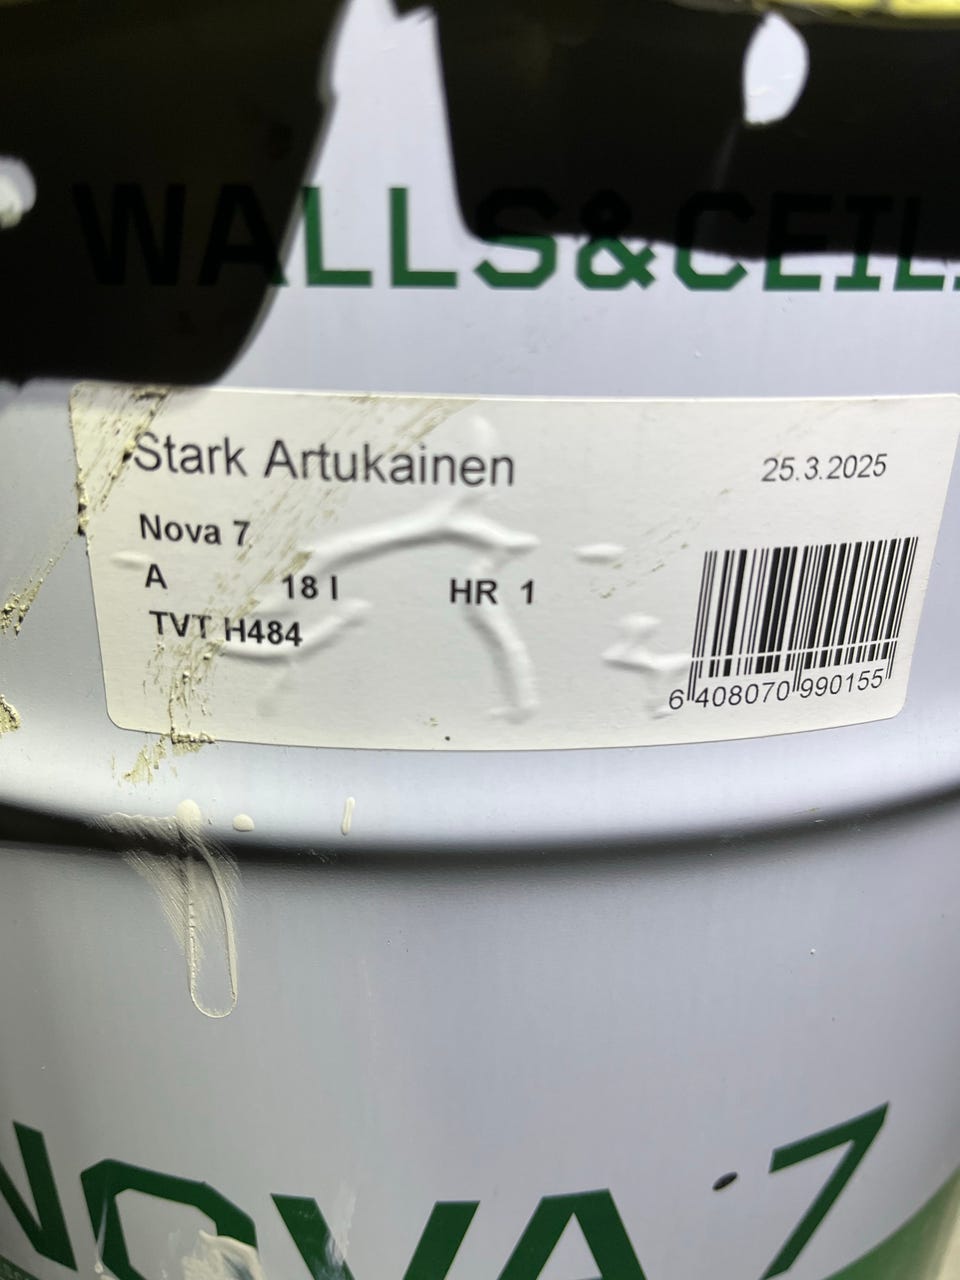 WALLS&CEIL
Stark Artukainen
25.3.2025
Nova 7
A 18 l HR 1
TVT H484
6 408070 990155
NOVA 7